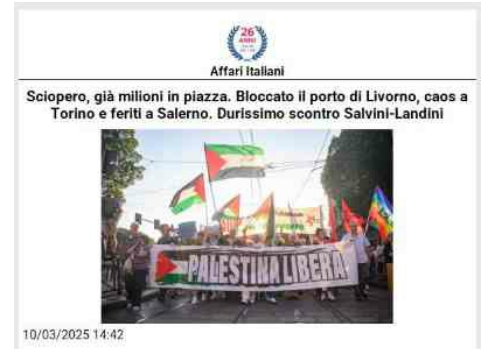 26
ANNI
Affari Italiani
Sciopero, già milioni in piazza. Bloccato il porto di Livorno, caos a
Torino e feriti a Salerno. Durissimo scontro Salvini-Landini
PALESTINA LIBERA
10/03/2025 14:42